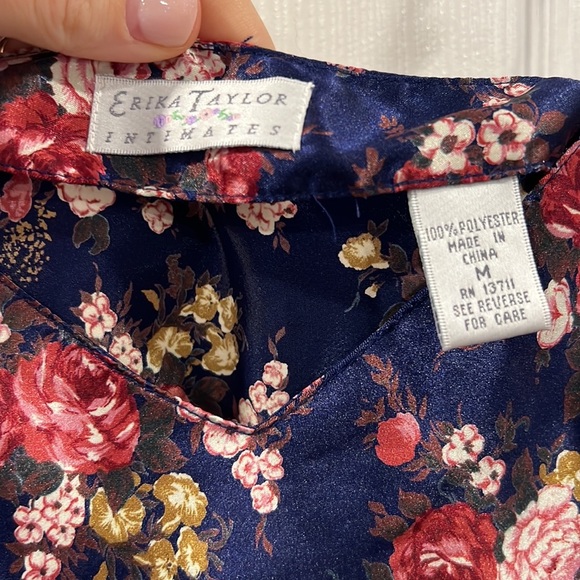 ERIKA TAYLOR
INTIMATES
100% POLYESTER
MADE IN
CHINA
M
RN 13711
SEE REVERSE
FOR CARE